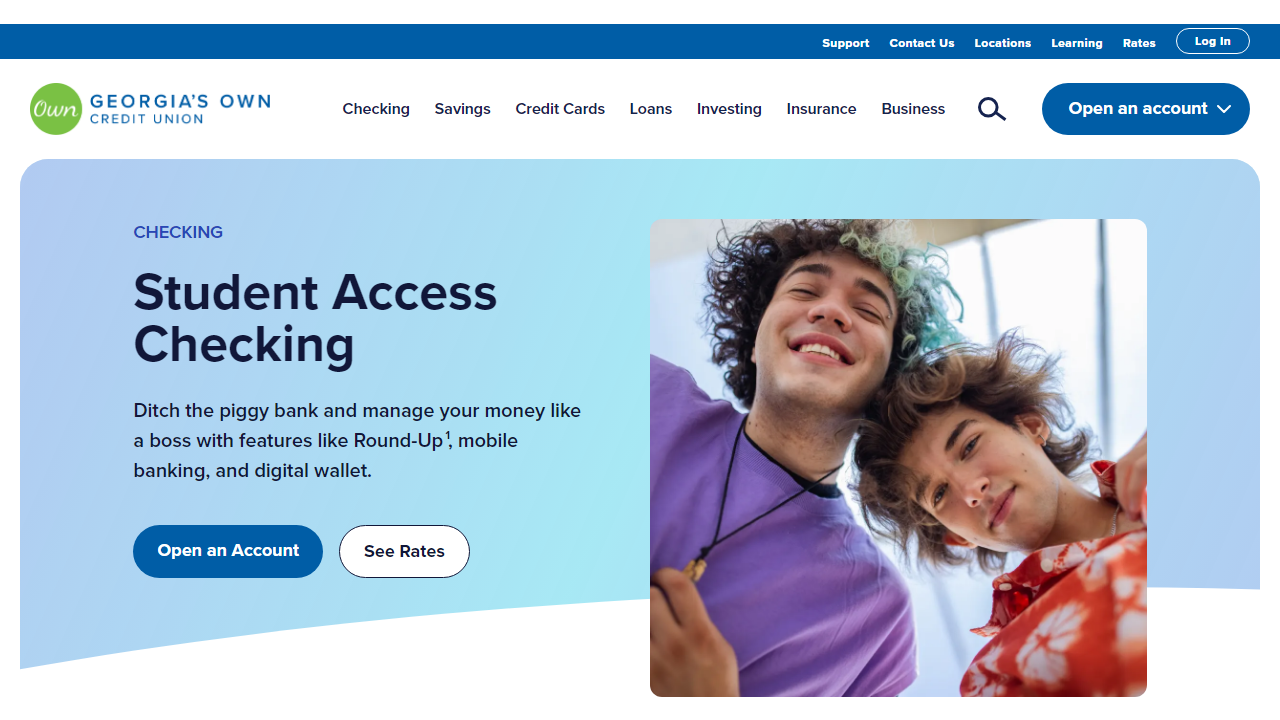 Support Contact Us Locations Learning Rates Log In
Own GEORGIA'S OWN
CREDIT UNION
Checking Savings Credit Cards Loans Investing Insurance Business Open an account
CHECKING
Student Access
Checking
Ditch the piggy bank and manage your money like
a boss with features like Round-Up¹, mobile
banking, and digital wallet.
Open an Account See Rates